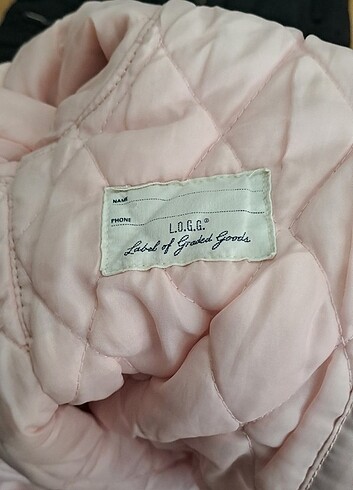 NAME
PHONE
L.O.G.G.®
Label of Graded Goods